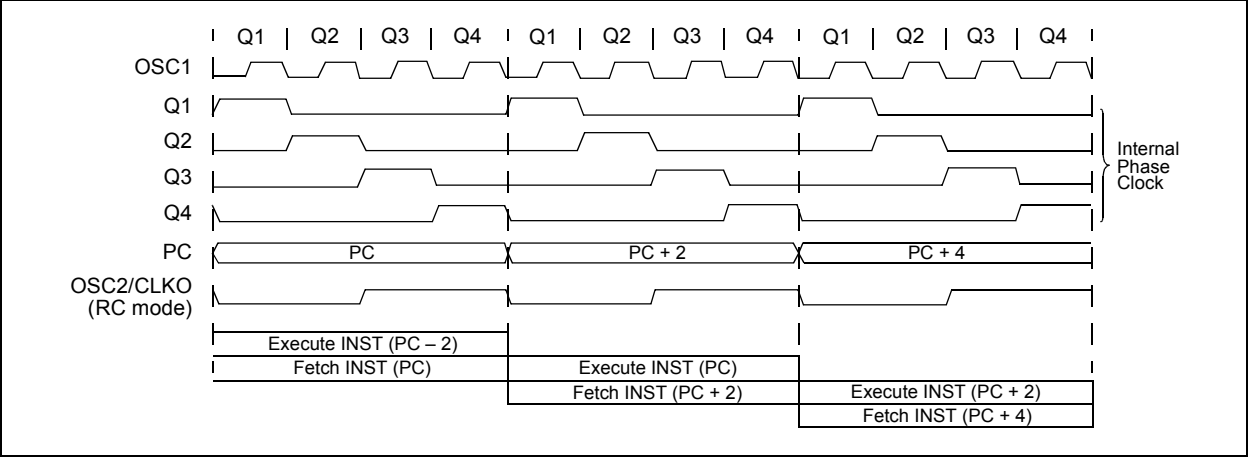 Q1 Q2 Q3 Q4 Q1 Q2 Q3 Q4 Q1 Q2 Q3 Q4
OSC1
Q1
Q2
Q3
Q4
Internal
Phase
Clock
PC PC PC + 2 PC + 4
OSC2/CLKO
(RC mode)
Execute INST (PC – 2)
Fetch INST (PC) Execute INST (PC)
Fetch INST (PC + 2) Execute INST (PC + 2)
Fetch INST (PC + 4)